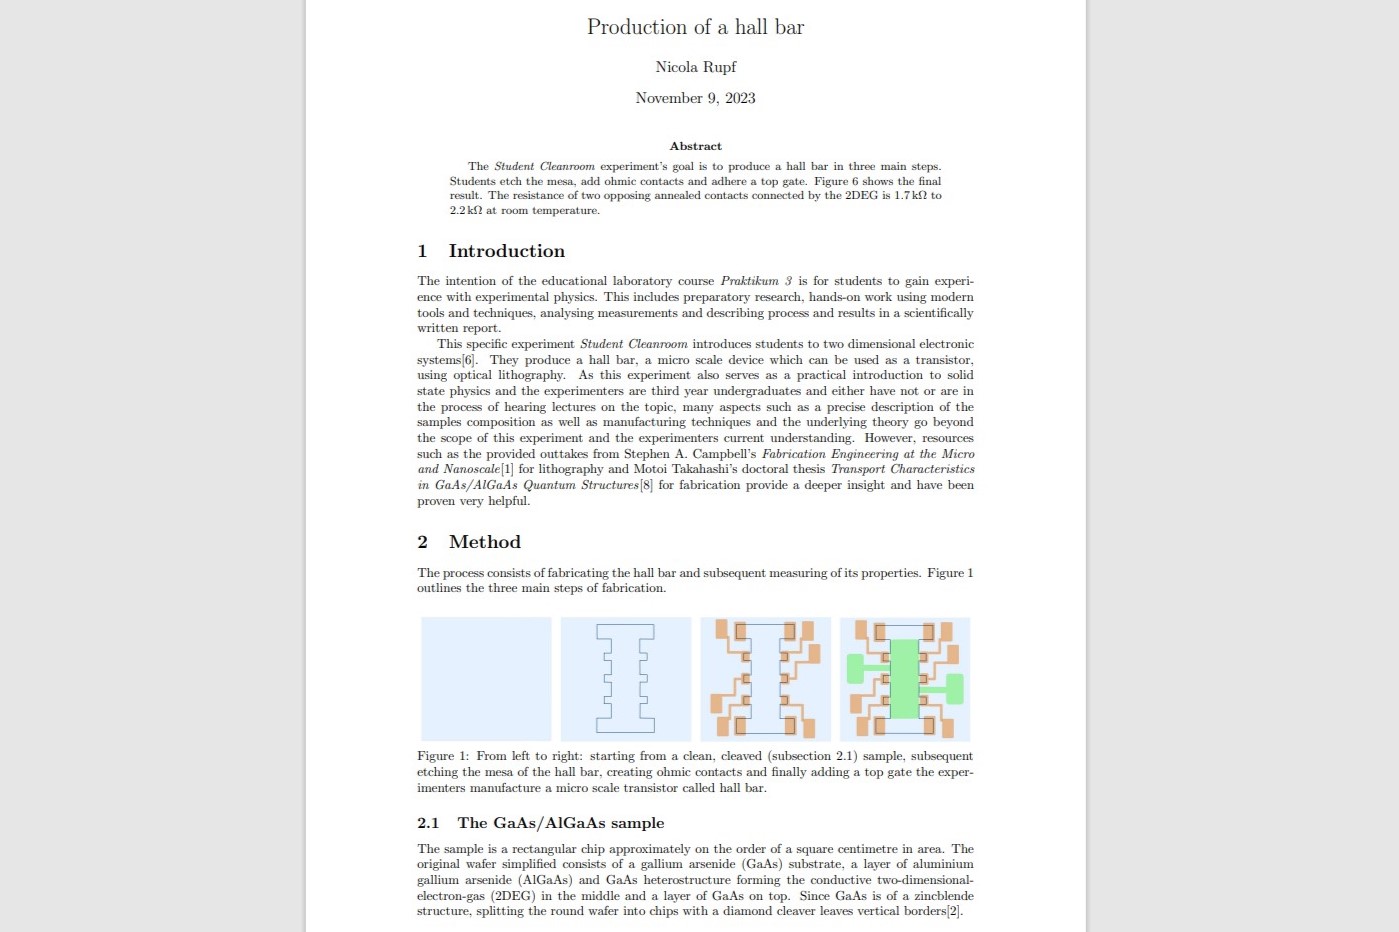 Production of a hall bar
Nicola Rupf
November 9, 2023
Abstract
The Student Cleanroom experiment's goal is to produce a hall bar in three main steps.
Students etch the mesa, add ohmic contacts and adhere a top gate. Figure 6 shows the final
result. The resistance of two opposing annealed contacts connected by the 2DEG is 1.7 kΩ to
2.2 kΩ at room temperature.
1 Introduction
The intention of the educational laboratory course Praktikum 3 is for students to gain experi-
ence with experimental physics. This includes preparatory research, hands-on work using modern
tools and techniques, analysing measurements and describing process and results in a scientifically
written report.
This specific experiment Student Cleanroom introduces students to two dimensional electronic
systems[6]. They produce a hall bar, a micro scale device which can be used as a transistor,
using optical lithography. As this experiment also serves as a practical introduction to solid
state physics and the experimenters are third year undergraduates and either have not or are in
the process of hearing lectures on the topic, many aspects such as a precise description of the
samples composition as well as manufacturing techniques and the underlying theory go beyond
the scope of this experiment and the experimenters current understanding. However, resources
such as the provided outtakes from Stephen A. Campbell's Fabrication Engineering at the Micro
and Nanoscale[1] for lithography and Motoi Takahashi's doctoral thesis Transport Characteristics
in GaAs/AlGaAs Quantum Structures[8] for fabrication provide a deeper insight and have been
proven very helpful.
2 Method
The process consists of fabricating the hall bar and subsequent measuring of its properties. Figure 1
outlines the three main steps of fabrication.
Figure 1: From left to right: starting from a clean, cleaved (subsection 2.1) sample, subsequent
etching the mesa of the hall bar, creating ohmic contacts and finally adding a top gate the exper-
imenters manufacture a micro scale transistor called hall bar.
2.1 The GaAs/AlGaAs sample
The sample is a rectangular chip approximately on the order of a square centimetre in area. The
original wafer simplified consists of a gallium arsenide (GaAs) substrate, a layer of aluminium
gallium arsenide (AlGaAs) and GaAs heterostructure forming the conductive two-dimensional-
electron-gas (2DEG) in the middle and a layer of GaAs on top. Since GaAs is of a zincblende
structure, splitting the round wafer into chips with a diamond cleaver leaves vertical borders[2].